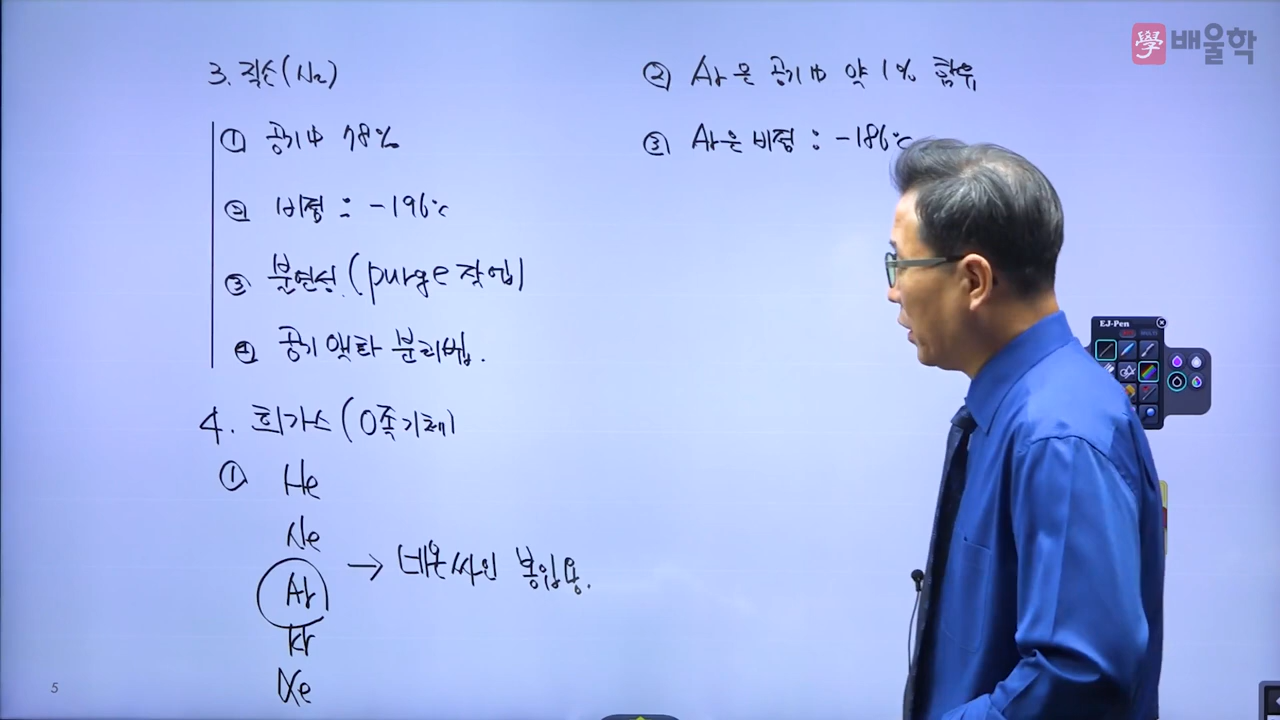 3. 질소(N₂)
① 공기中 78%
② 비점 : -196℃
③ 불연성. (purge 작업)
④ 공기 액화 분리법.
4. 희가스 (0족기체)
① He
Ne
Ar → 네온싸인 봉입용.
Kr
Xe
② Ar은 공기中 약 1% 함유
③ Ar은 비점 : -186℃
學 배울학
EJ-Pen
5